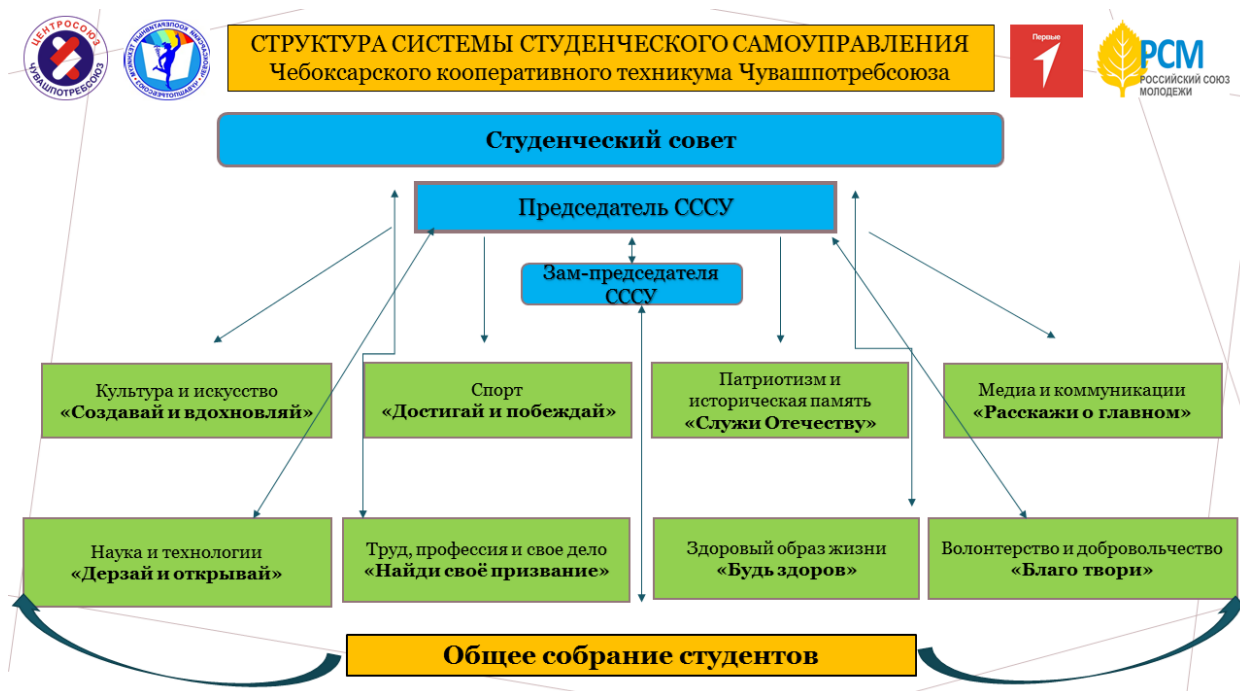 ЦЕНТРОСОЮЗ
ЧУВАШПОТРЕБСОЮЗ
СТРУКТУРА СИСТЕМЫ СТУДЕНЧЕСКОГО САМОУПРАВЛЕНИЯ
Чебоксарского кооперативного техникума Чувашпотребсоюза
Первые
РСМ
РОССИЙСКИЙ СОЮЗ
МОЛОДЕЖИ
Студенческий совет
Председатель СССУ
Зам-председателя
СССУ
Культура и искусство
«Создавай и вдохновляй»
Спорт
«Достигай и побеждай»
Патриотизм и
историческая память
«Служи Отечеству»
Медиа и коммуникации
«Расскажи о главном»
Наука и технологии
«Дерзай и открывай»
Труд, профессия и свое дело
«Найди своё призвание»
Здоровый образ жизни
«Будь здоров»
Волонтерство и добровольчество
«Благо твори»
Общее собрание студентов